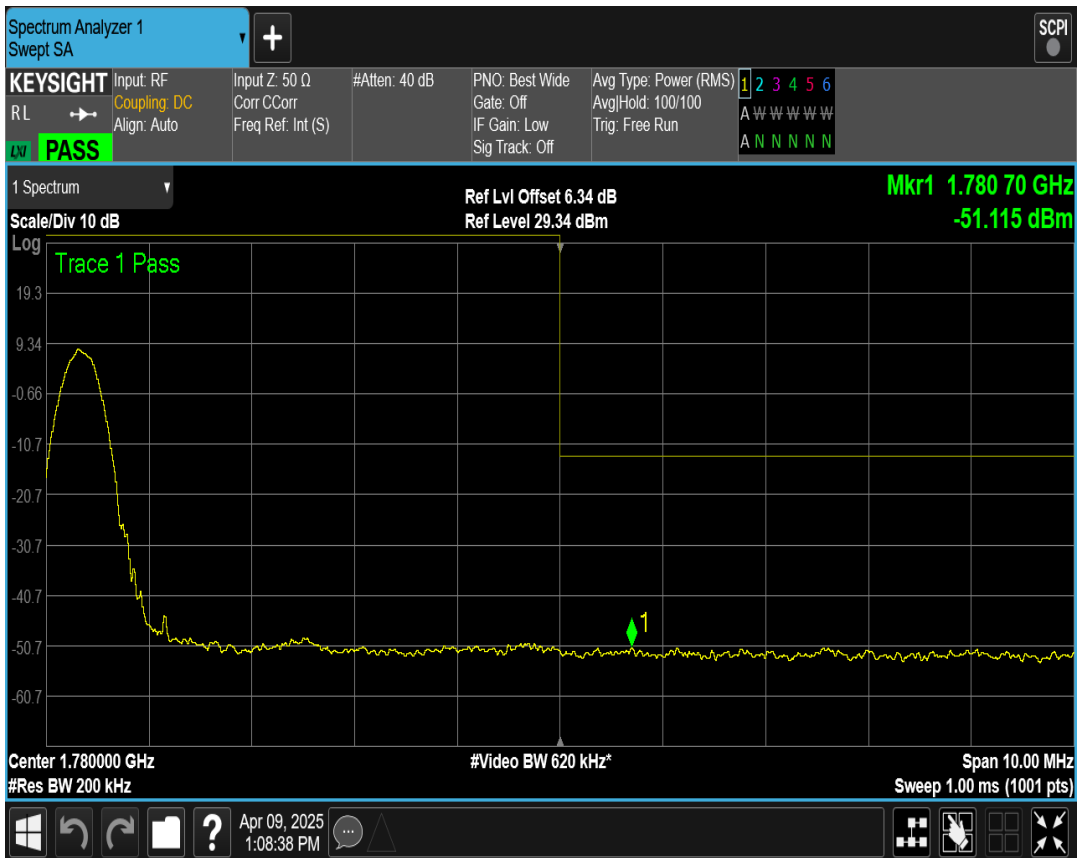 Spectrum Analyzer 1
Swept SA
+
SCPI
KEYSIGHT
RL
LXI PASS
Input: RF
Coupling: DC
Align: Auto
Input Z: 50 Ω
Corr CCorr
Freq Ref: Int (S)
#Atten: 40 dB
PNO: Best Wide
Gate: Off
IF Gain: Low
Sig Track: Off
Avg Type: Power (RMS)
Avg|Hold: 100/100
Trig: Free Run
1 2 3 4 5 6
A W W W W W
A N N N N N
1 Spectrum
Scale/Div 10 dB
Ref Lvl Offset 6.34 dB
Ref Level 29.34 dBm
Mkr1 1.780 70 GHz
-51.115 dBm
Log
Trace 1 Pass
19.3
9.34
-0.66
-10.7
-20.7
-30.7
-40.7
-50.7
-60.7
1
Center 1.780000 GHz
#Res BW 200 kHz
#Video BW 620 kHz*
Span 10.00 MHz
Sweep 1.00 ms (1001 pts)
?
Apr 09, 2025
1:08:38 PM